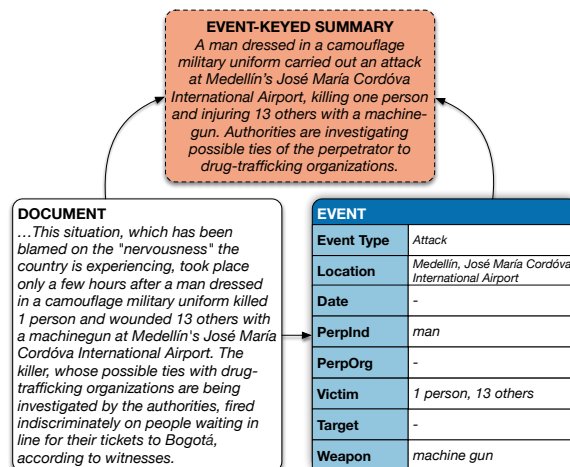 EVENT-KEYED SUMMARY
A man dressed in a camouflage
military uniform carried out an attack
at Medellín's José María Cordóva
International Airport, killing one person
and injuring 13 others with a machine-
gun. Authorities are investigating
possible ties of the perpetrator to
drug-trafficking organizations.
DOCUMENT
…This situation, which has been
blamed on the "nervousness" the
country is experiencing, took place
only a few hours after a man dressed
in a camouflage military uniform killed
1 person and wounded 13 others with
a machinegun at Medellín's José María
Cordóva International Airport. The
killer, whose possible ties with drug-
trafficking organizations are being
investigated by the authorities, fired
indiscriminately on people waiting in
line for their tickets to Bogotá,
according to witnesses.
EVENT
Event Type Attack
Location Medellín, José María Cordóva
International Airport
Date -
PerpInd man
PerpOrg -
Victim 1 person, 13 others
Target -
Weapon machine gun